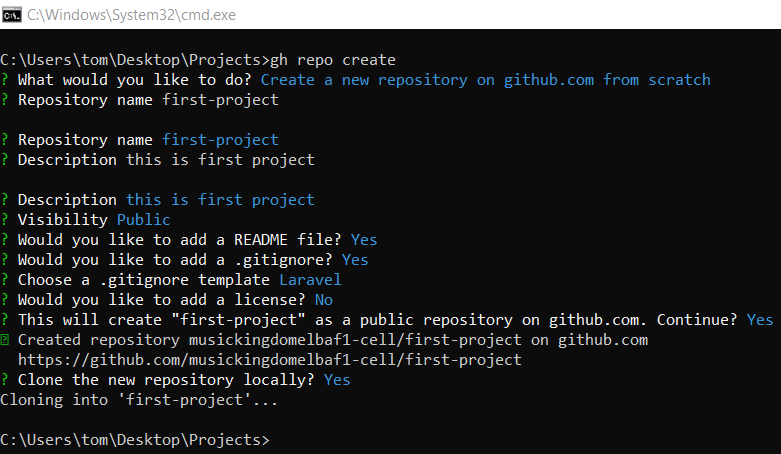 C:\Windows\System32\cmd.exe
C:\Users\tom\Desktop\Projects>gh repo create
? What would you like to do? Create a new repository on github.com from scratch
? Repository name first-project
? Repository name first-project
? Description this is first project
? Description this is first project
? Visibility Public
? Would you like to add a README file? Yes
? Would you like to add a .gitignore? Yes
? Choose a .gitignore template Laravel
? Would you like to add a license? No
? This will create "first-project" as a public repository on github.com. Continue? Yes
Created repository musickingdomelbaf1-cell/first-project on github.com
https://github.com/musickingdomelbaf1-cell/first-project
? Clone the new repository locally? Yes
Cloning into 'first-project'...
C:\Users\tom\Desktop\Projects>